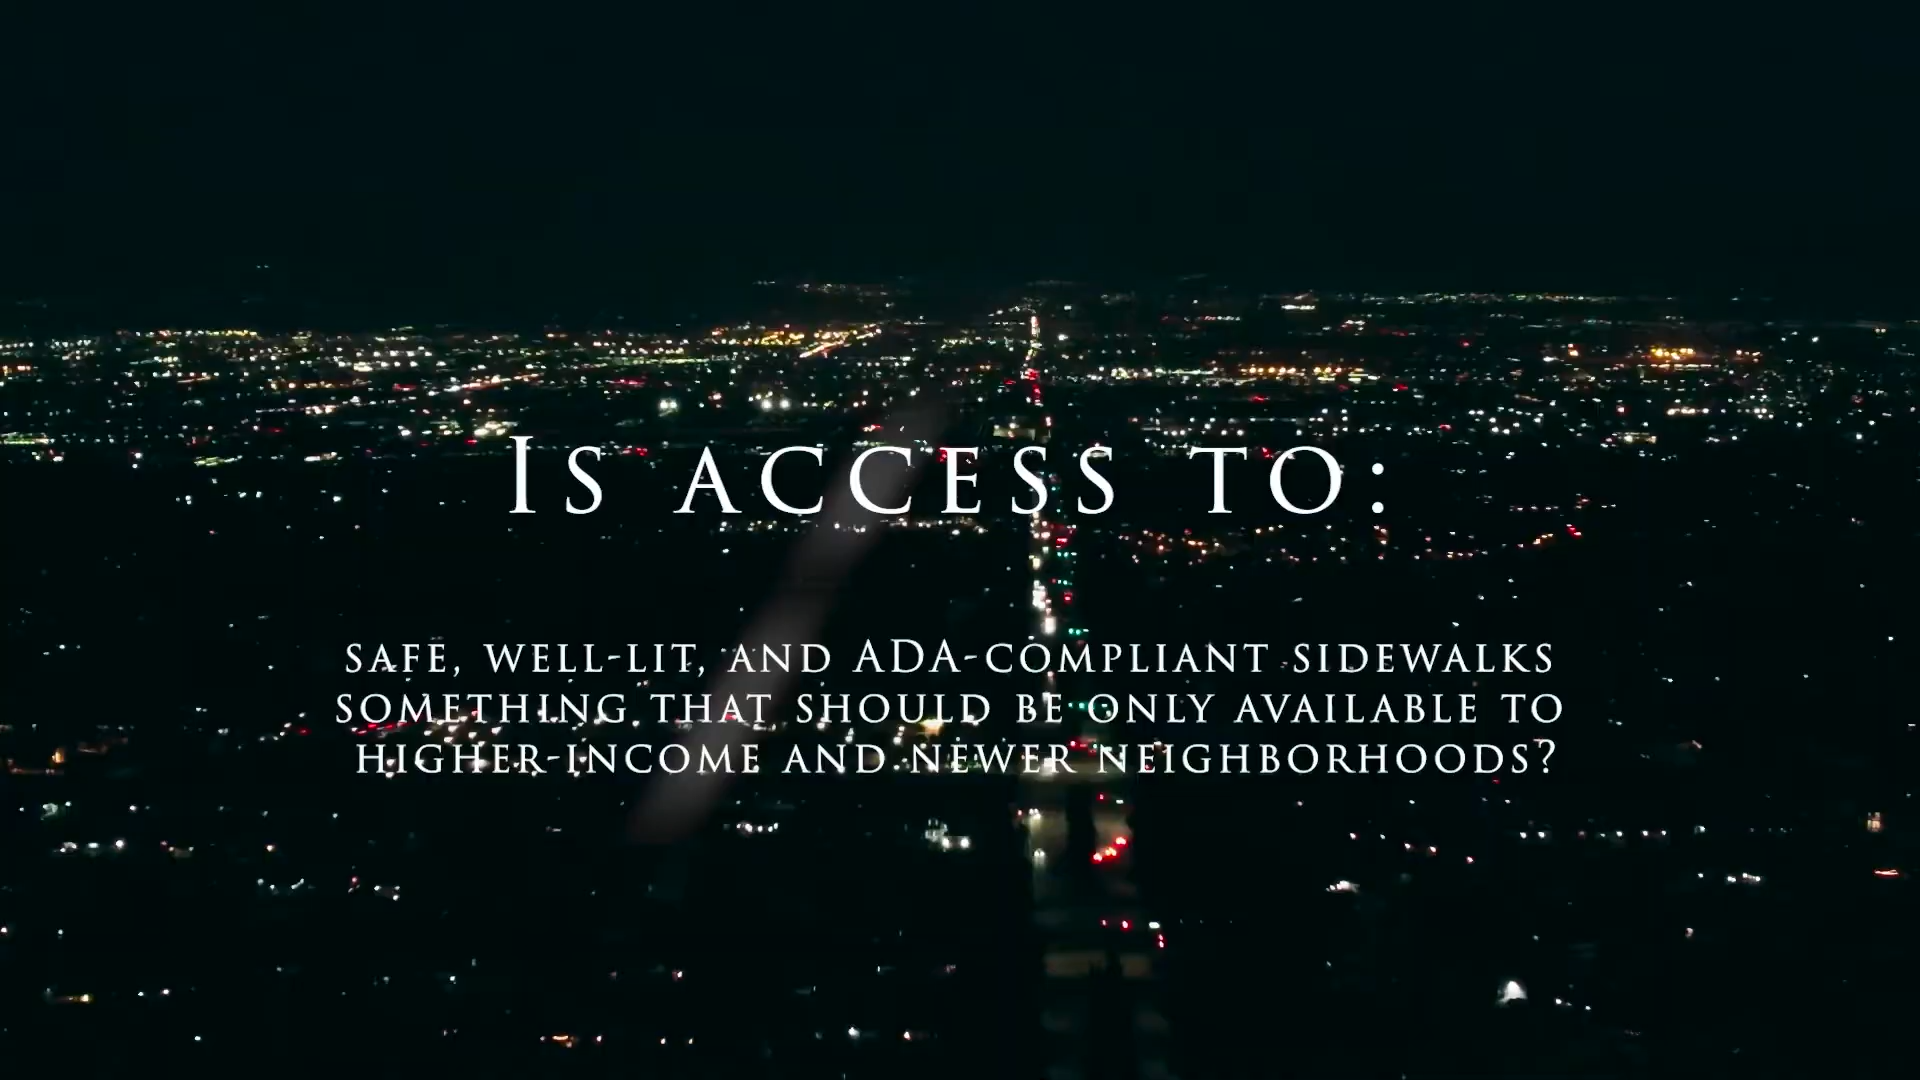 Is access to:
safe, well-lit, and ADA-compliant sidewalks
something that should be only available to
higher-income and newer neighborhoods?